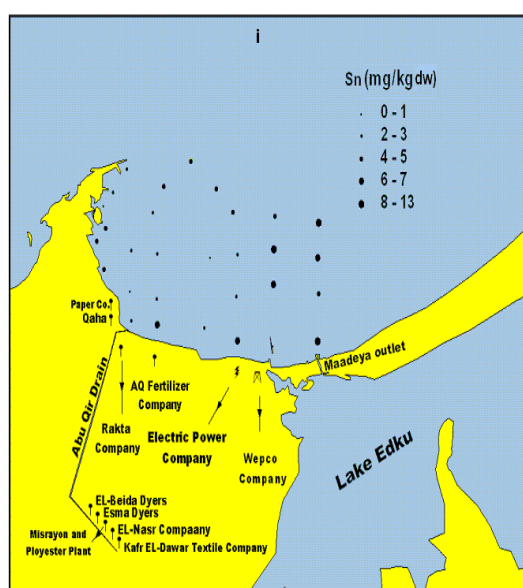 i
Sn (mg/kgdw)
0 - 1
2 - 3
4 - 5
6 - 7
8 - 13
Paper Co.
Qaha
Maadeya outlet
Abu Qir Drain
AQ Fertilizer
Company
Rakta
Company
Electric Power
Company
Wepco
Company
Lake Edku
EL-Beida Dyers
Esma Dyers
Misrayon and
Ployester Plant
EL-Nasr Compaany
Kafr EL-Dawar Textile Company